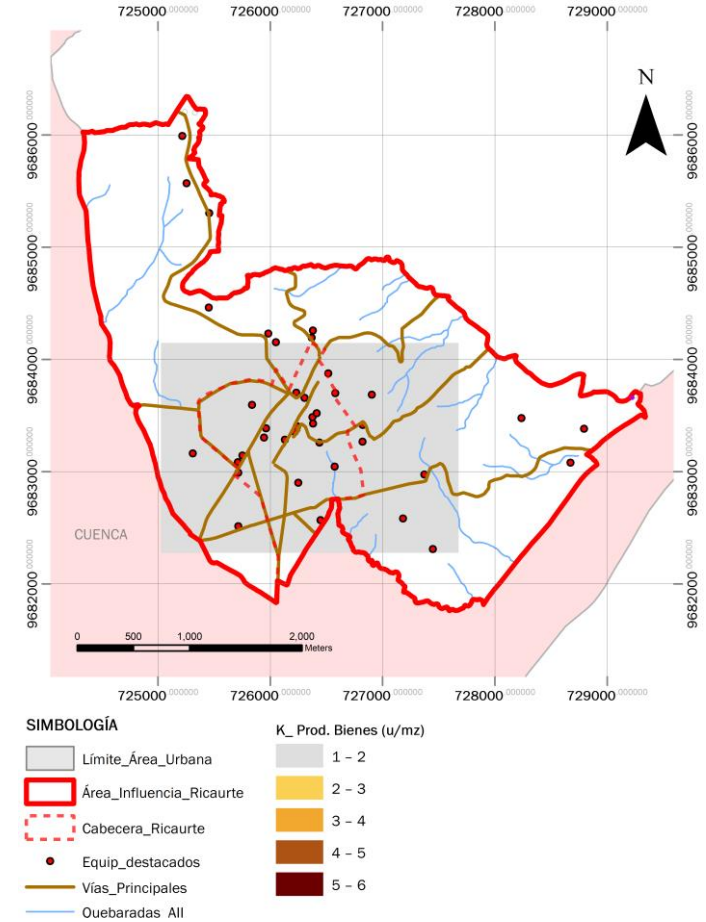 725000.000000 726000.000000 727000.000000 728000.000000 729000.000000
N
9686000.000000 9686000.000000
9685000.000000 9685000.000000
9684000.000000 9684000.000000
9683000.000000 9683000.000000
CUENCA
9682000.000000 9682000.000000
0 500 1,000 2,000
Meters
725000.000000 726000.000000 727000.000000 728000.000000 729000.000000
SIMBOLOGÍA
Límite_Área_Urbana
Área_Influencia_Ricaurte
Cabecera_Ricaurte
Equip_destacados
Vías_Principales
Quebaradas_AII
K_ Prod. Bienes (u/mz)
1 – 2
2 – 3
3 – 4
4 – 5
5 – 6